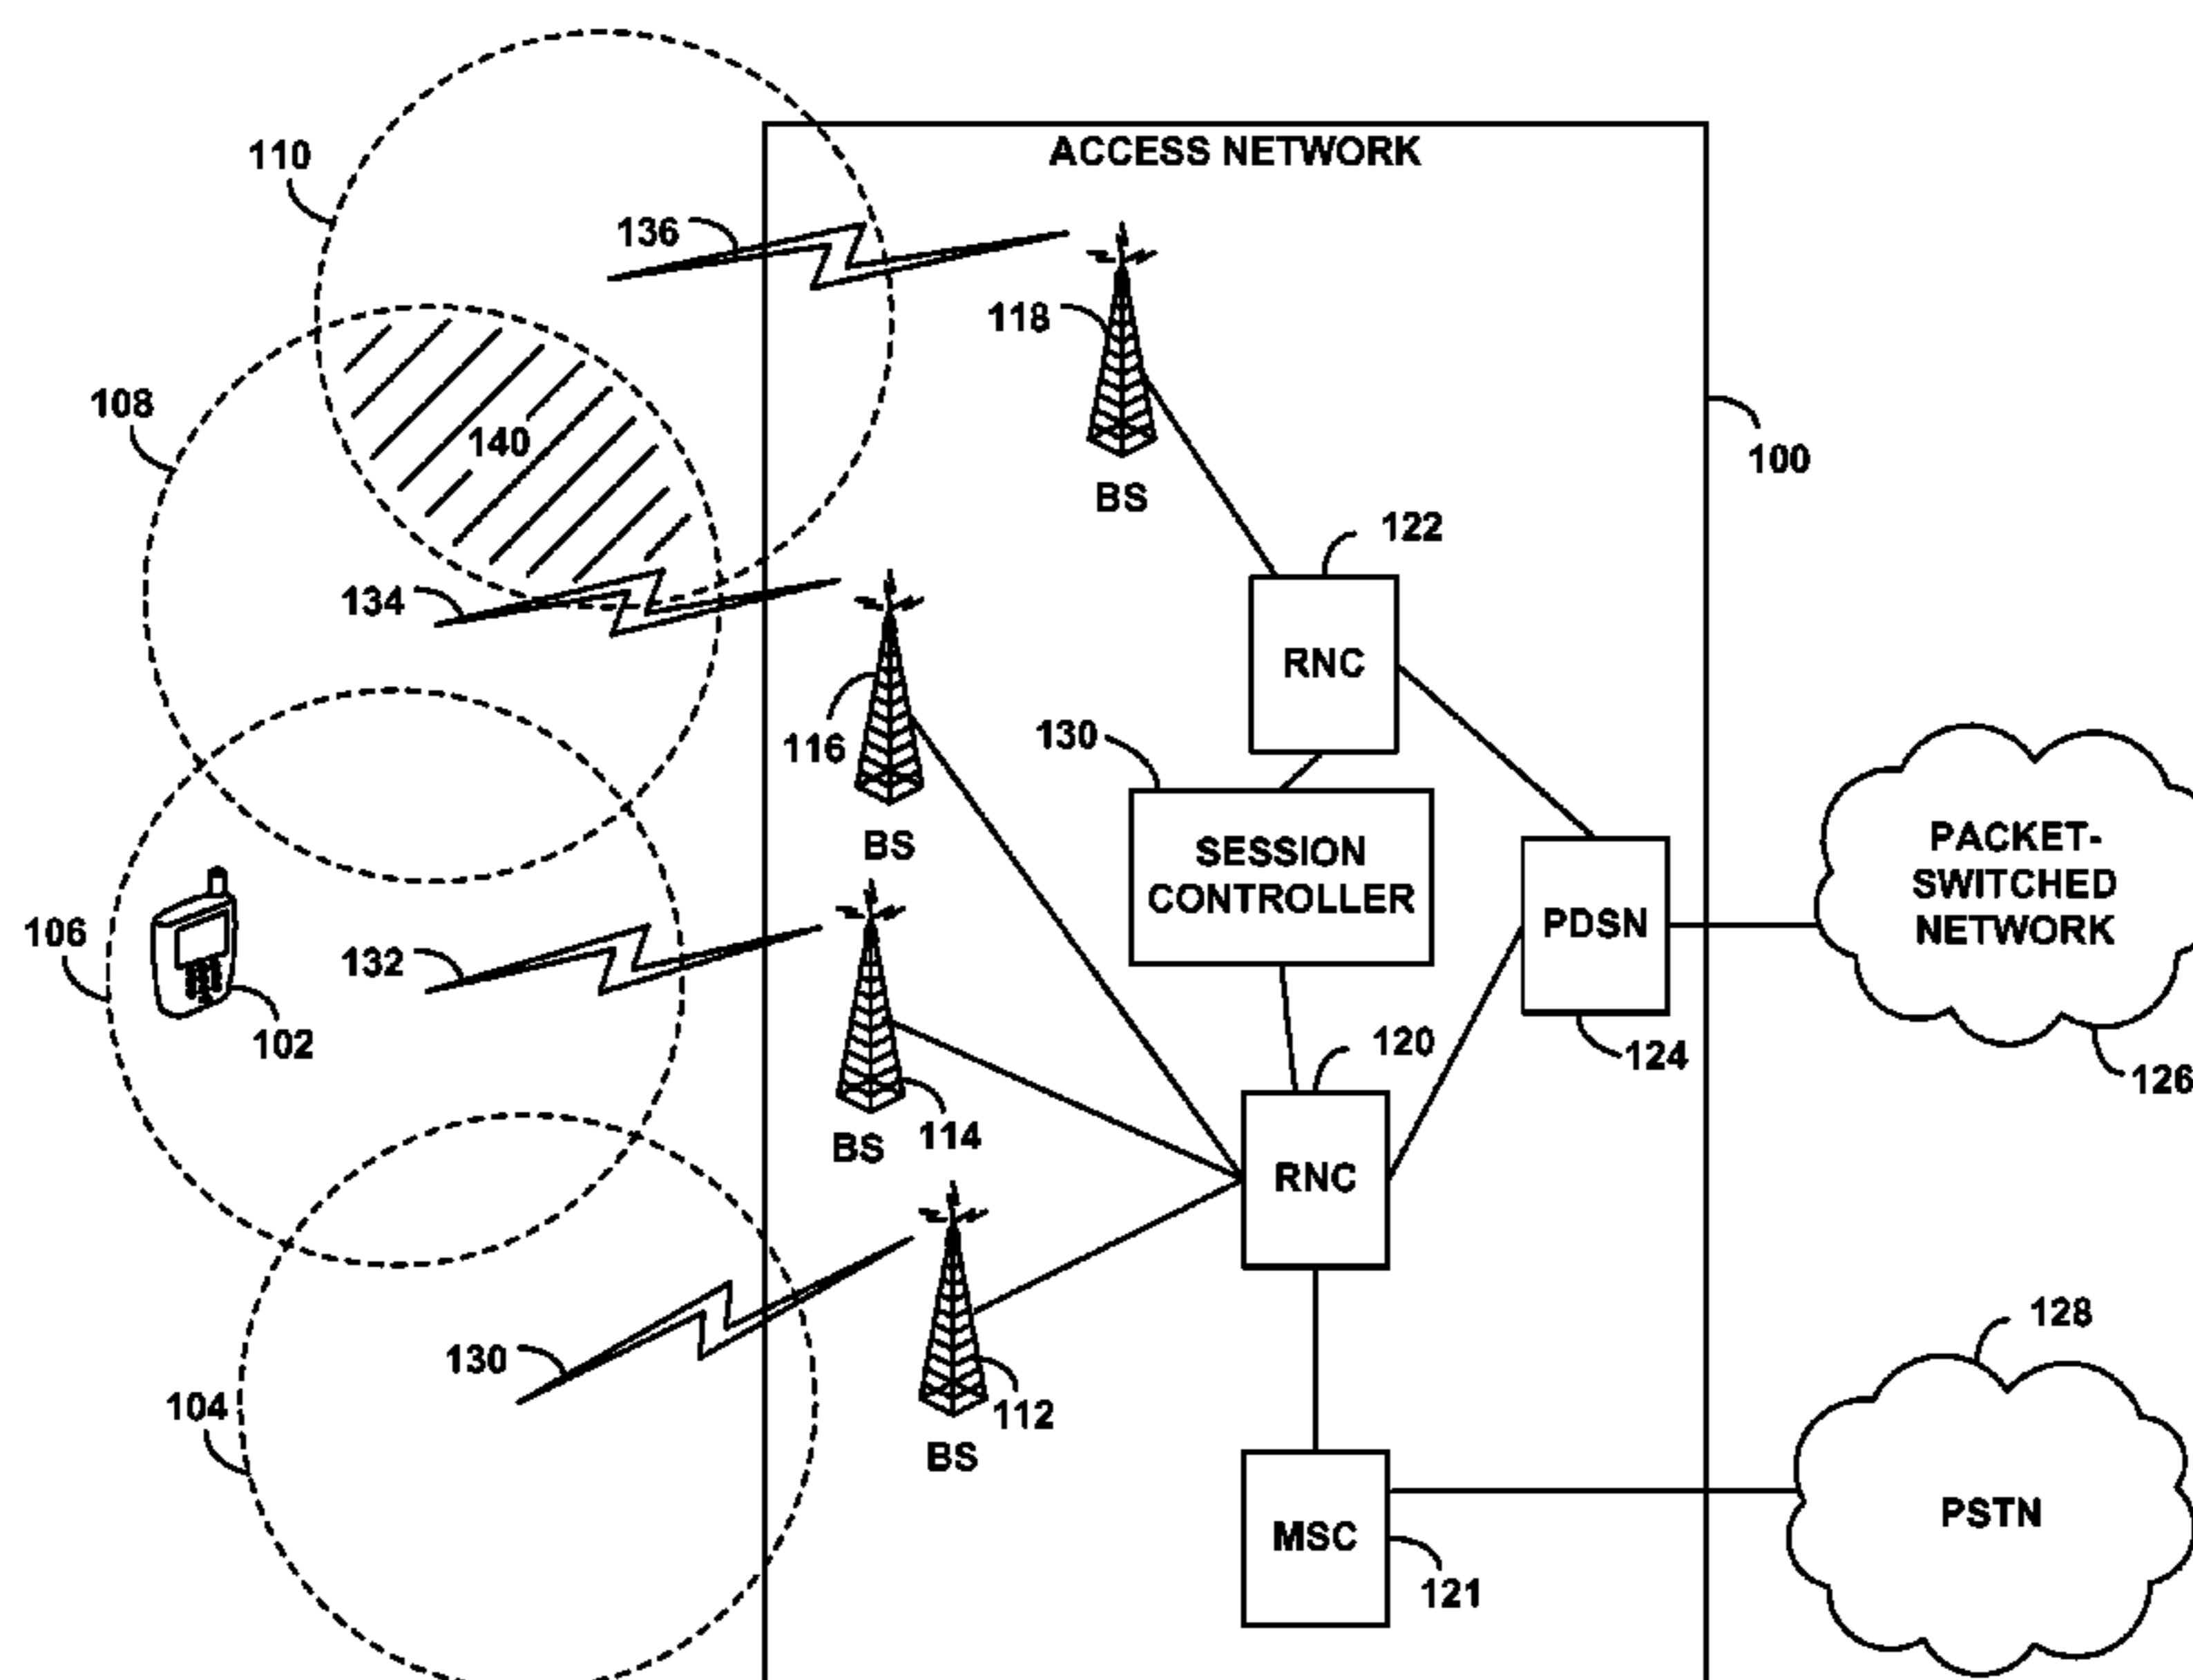 ACCESS NETWORK
110
136
118
108
140
100
BS
122
134
RNC
130
116
PACKET-
SWITCHED
NETWORK
SESSION
CONTROLLER
BS
PDSN
106
132
102
120
124
126
114
BS
RNC
128
130
104
112
BS
PSTN
MSC
121